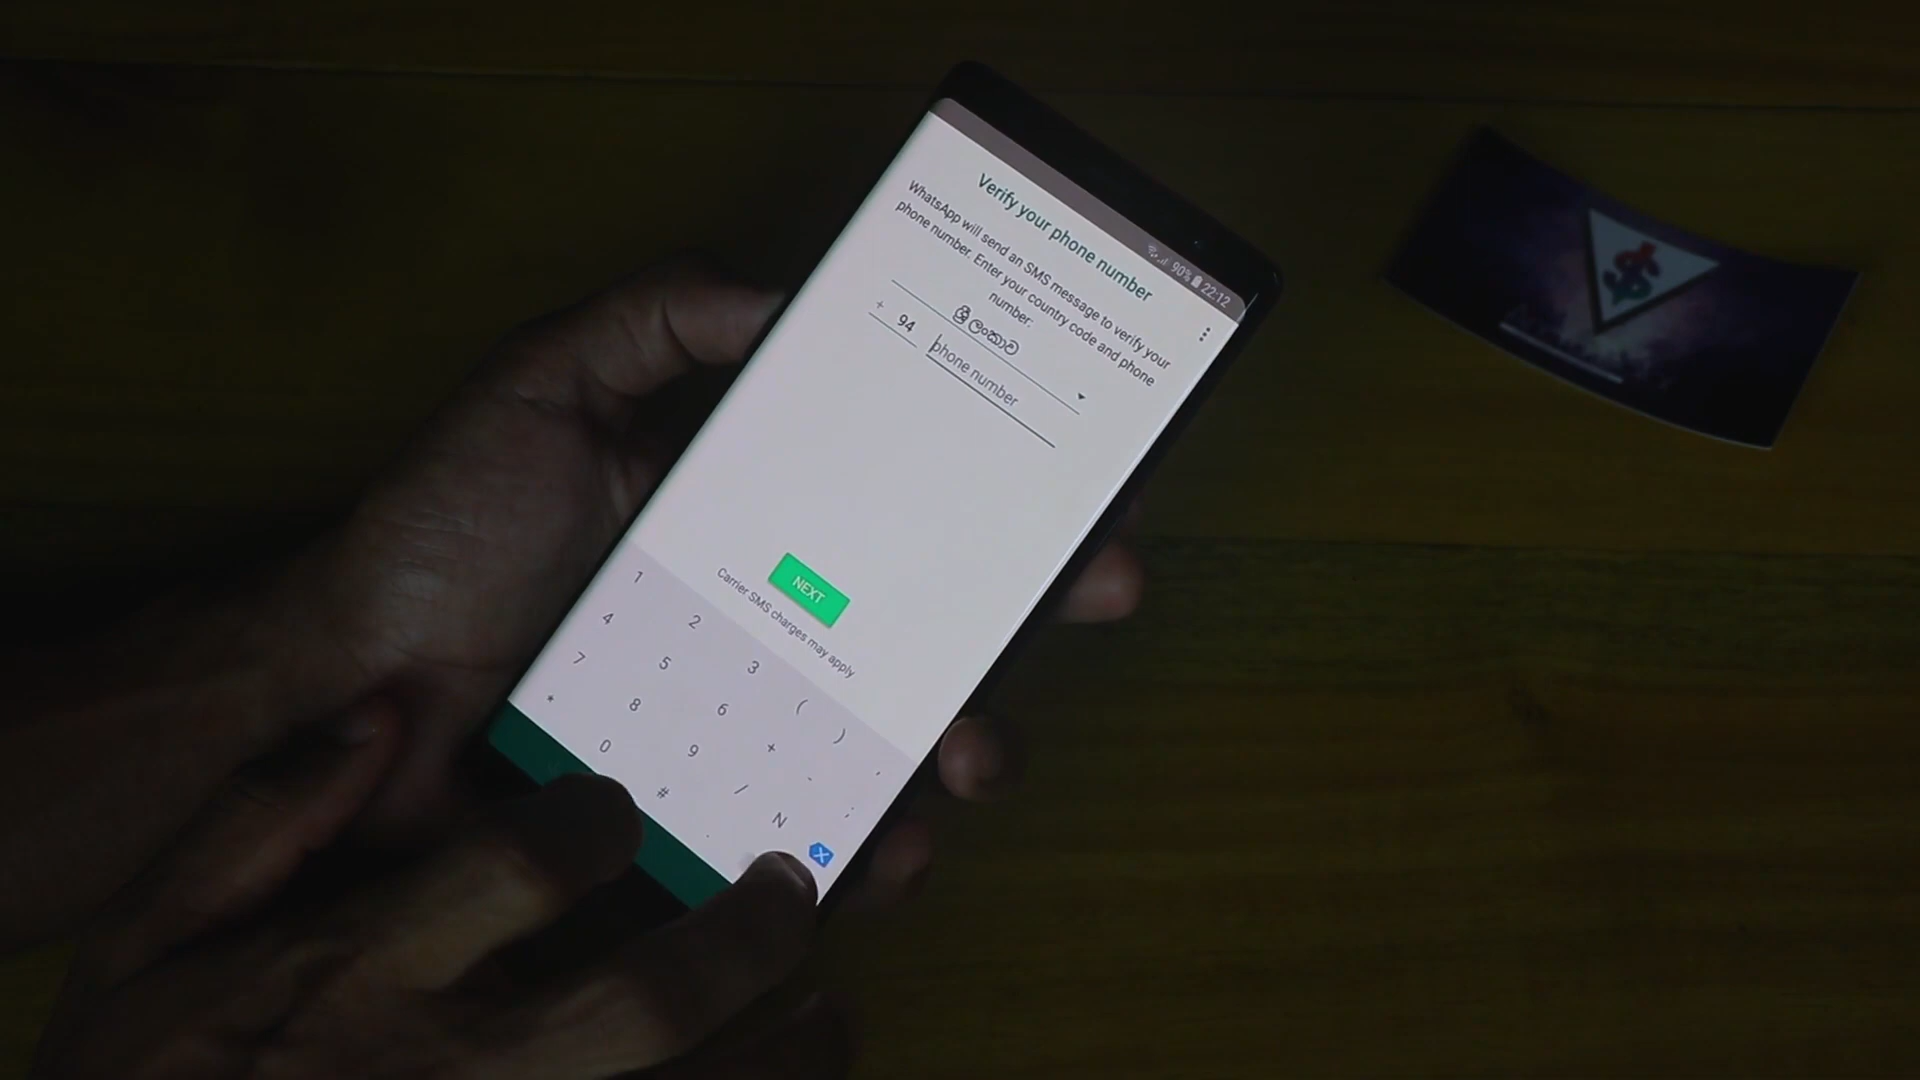 90% 22:12
Verify your phone number
WhatsApp will send an SMS message to verify your
phone number. Enter your country code and phone
number:
ශ්‍රී ලංකාව
+ 94 phone number
NEXT
Carrier SMS charges may apply
1 2 3 ( )
4 5 6 + - ,
7 8 9 / N ;
* 0 # .